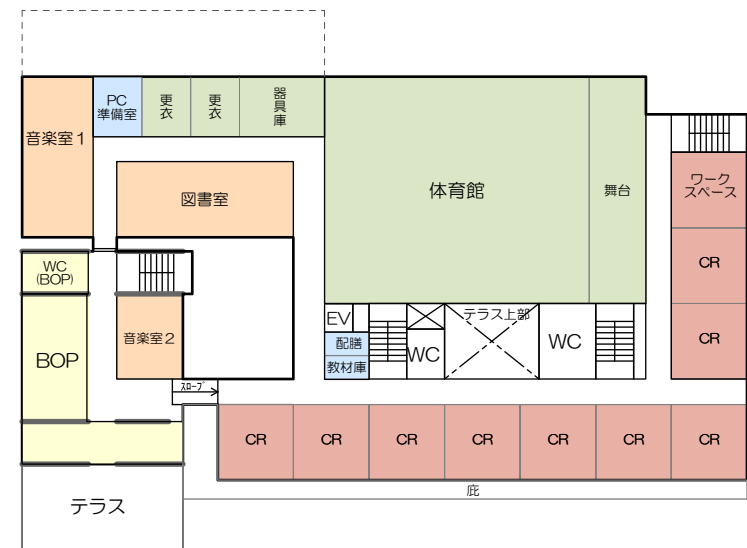 音楽室1
PC
準備室
更衣
更衣
器具庫
図書室
体育館
舞台
ワーク
スペース
CR
CR
WC
(BOP)
BOP
音楽室2
EV
配膳
教材庫
WC
テラス上部
WC
スロープ
CR
CR
CR
CR
CR
CR
CR
庇
テラス